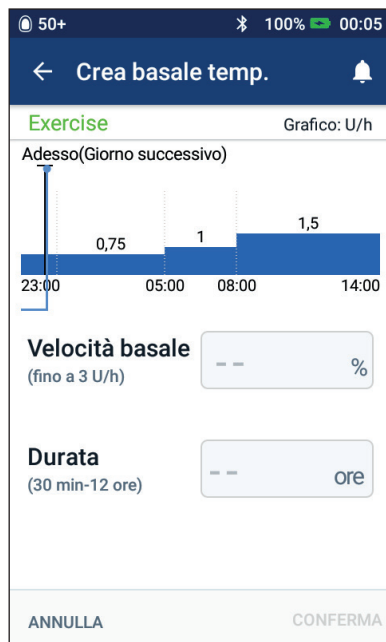 50+ 100% 00:05
Crea basale temp.
Exercise Grafico: U/h
Adesso(Giorno successivo)
0,75 1 1,5
23:00 05:00 08:00 14:00
Velocità basale
(fino a 3 U/h)
-- %
Durata
(30 min-12 ore)
-- ore
ANNULLA CONFERMA